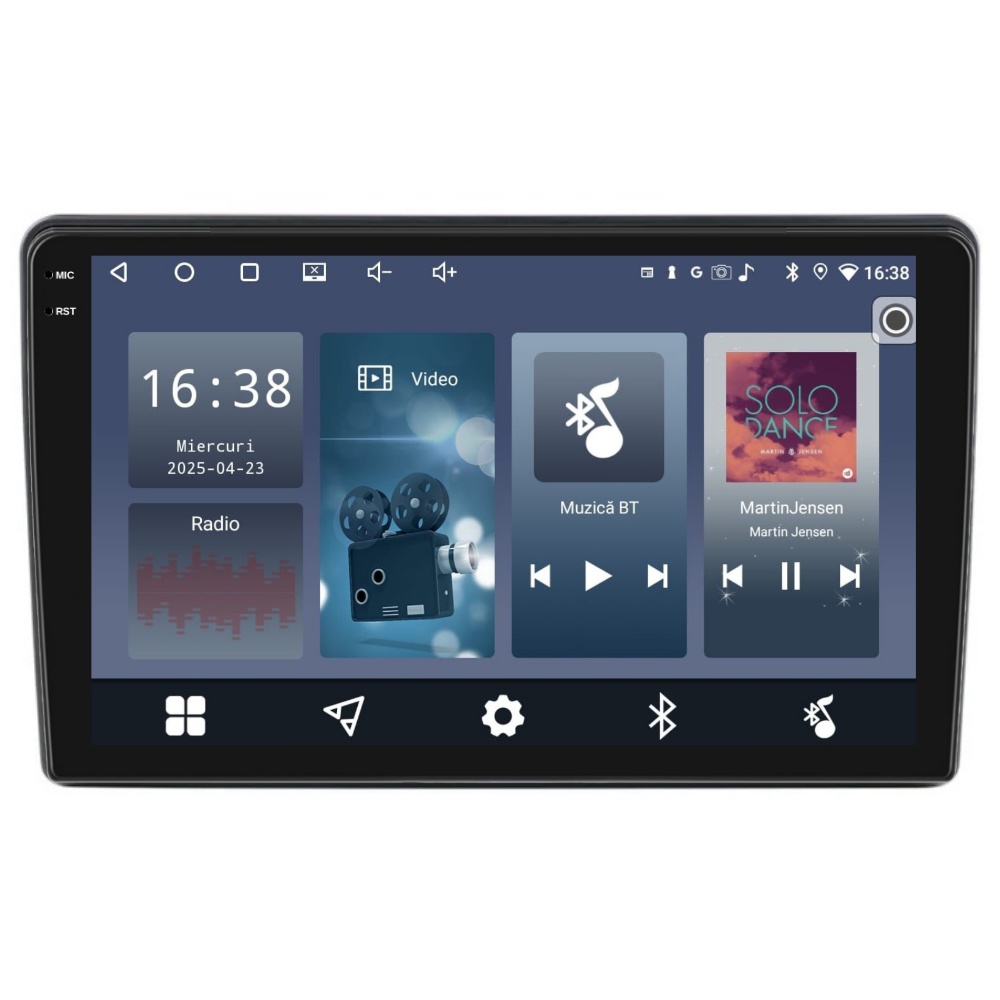 MIC
RST
G
16:38
16:38
Miercuri
2025-04-23
Radio
Video
Muzică BT
SOLO
DANCE
MARTIN JENSEN
MartinJensen
Martin Jensen